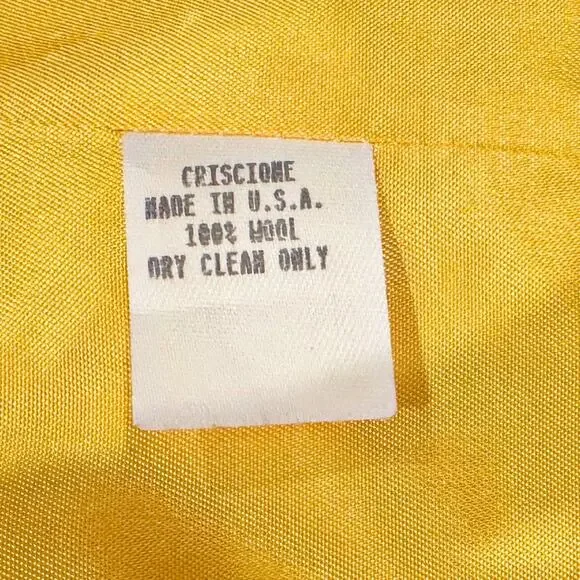 CRISCIONE
MADE IN U.S.A.
100% WOOL
DRY CLEAN ONLY